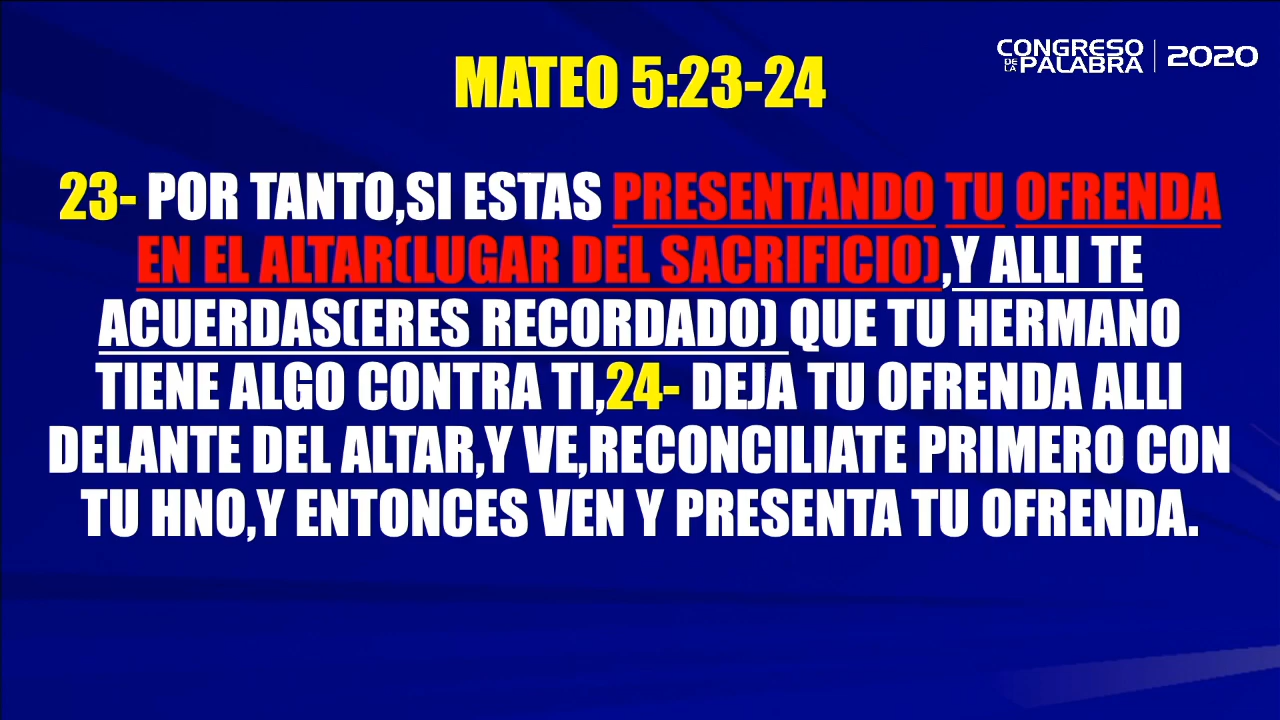 CONGRESO
DE LA PALABRA | 2020
MATEO 5:23-24
23- POR TANTO,SI ESTAS PRESENTANDO TU OFRENDA
EN EL ALTAR(LUGAR DEL SACRIFICIO),Y ALLI TE
ACUERDAS(ERES RECORDADO) QUE TU HERMANO
TIENE ALGO CONTRA TI,24- DEJA TU OFRENDA ALLI
DELANTE DEL ALTAR,Y VE,RECONCILIATE PRIMERO CON
TU HNO,Y ENTONCES VEN Y PRESENTA TU OFRENDA.